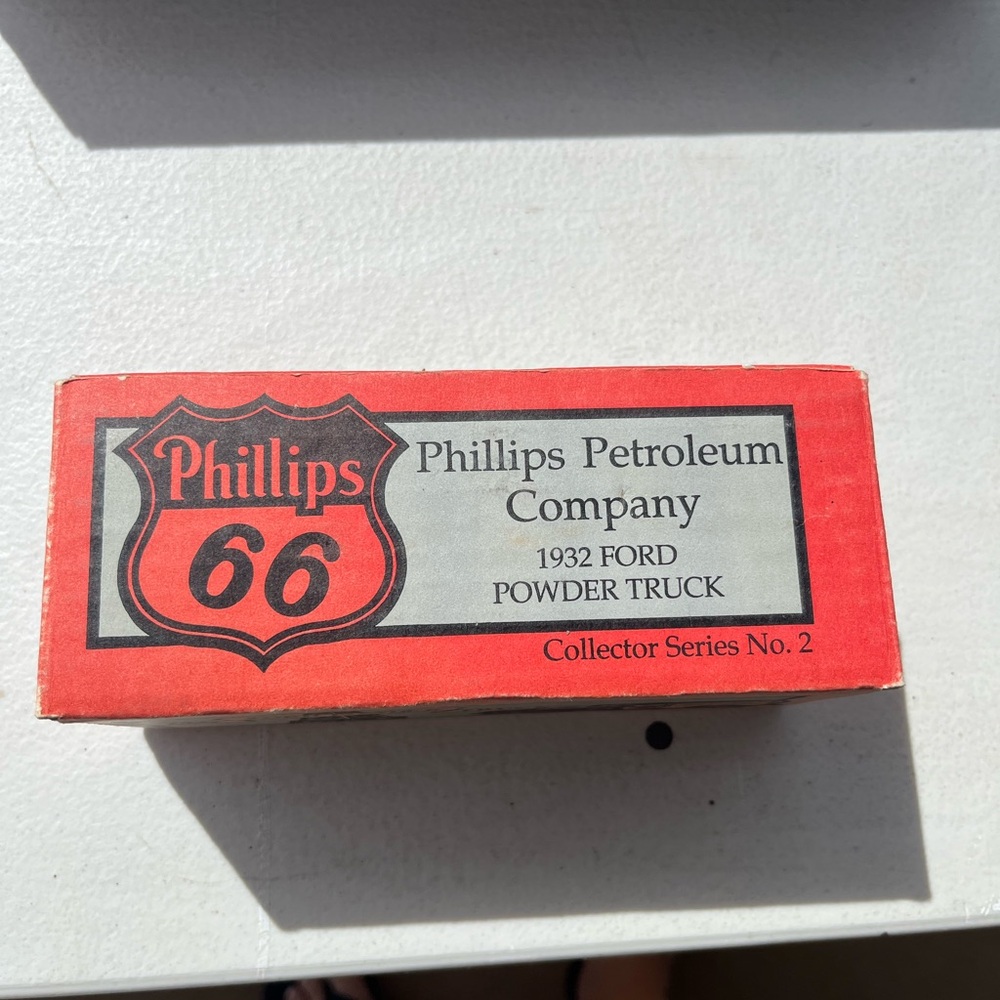 Phillips
66
Phillips Petroleum
Company
1932 FORD
POWDER TRUCK
Collector Series No. 2